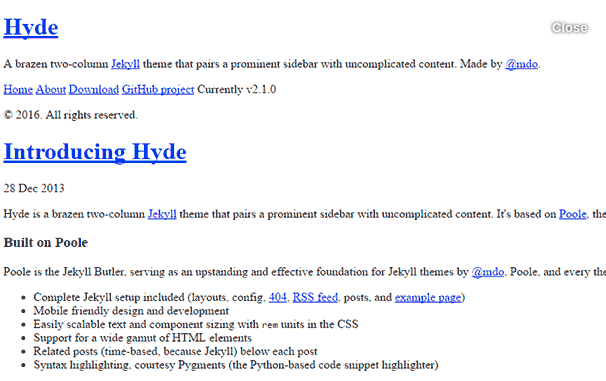 Hyde
Close
A brazen two-column Jekyll theme that pairs a prominent sidebar with uncomplicated content. Made by @mdo.
Home About Download GitHub project Currently v2.1.0
© 2016. All rights reserved.
Introducing Hyde
28 Dec 2013
Hyde is a brazen two-column Jekyll theme that pairs a prominent sidebar with uncomplicated content. It's based on Poole, the
Built on Poole
Poole is the Jekyll Butler, serving as an upstanding and effective foundation for Jekyll themes by @mdo. Poole, and every the
• Complete Jekyll setup included (layouts, config, 404, RSS feed, posts, and example page)
• Mobile friendly design and development
• Easily scalable text and component sizing with rem units in the CSS
• Support for a wide gamut of HTML elements
• Related posts (time-based, because Jekyll) below each post
• Syntax highlighting, courtesy Pygments (the Python-based code snippet highlighter)